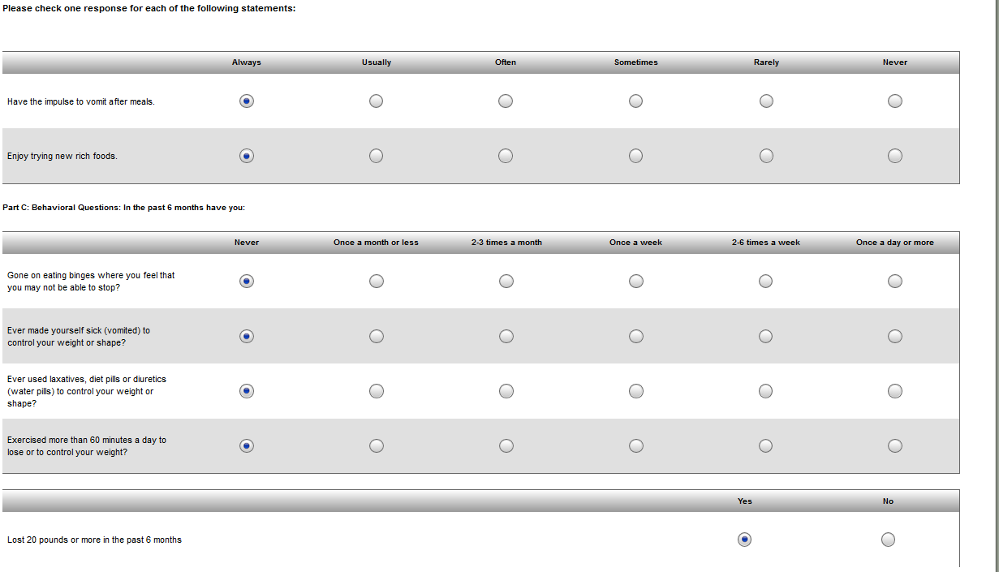 Please check one response for each of the following statements:
Always Usually Often Sometimes Rarely Never
Have the impulse to vomit after meals.
Enjoy trying new rich foods.
Part C: Behavioral Questions: In the past 6 months have you:
Never Once a month or less 2-3 times a month Once a week 2-6 times a week Once a day or more
Gone on eating binges where you feel that
you may not be able to stop?
Ever made yourself sick (vomited) to
control your weight or shape?
Ever used laxatives, diet pills or diuretics
(water pills) to control your weight or
shape?
Exercised more than 60 minutes a day to
lose or to control your weight?
Yes No
Lost 20 pounds or more in the past 6 months